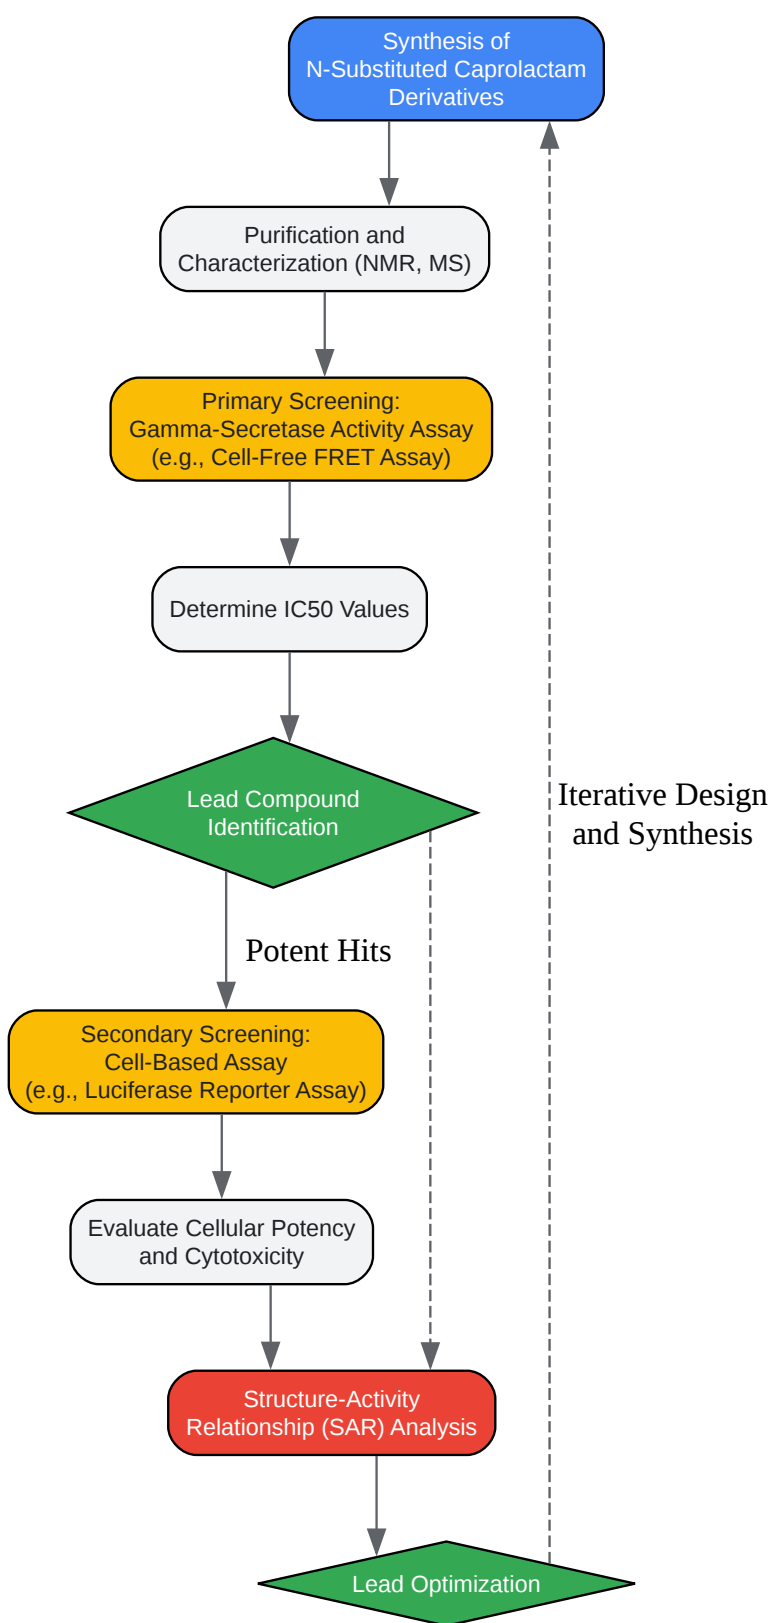 Synthesis of
N-Substituted Caprolactam
Derivatives
Purification and
Characterization (NMR, MS)
Primary Screening:
Gamma-Secretase Activity Assay
(e.g., Cell-Free FRET Assay)
Determine IC50 Values
Lead Compound
Identification
Iterative Design
and Synthesis
Potent Hits
Secondary Screening:
Cell-Based Assay
(e.g., Luciferase Reporter Assay)
Evaluate Cellular Potency
and Cytotoxicity
Structure-Activity
Relationship (SAR) Analysis
Lead Optimization